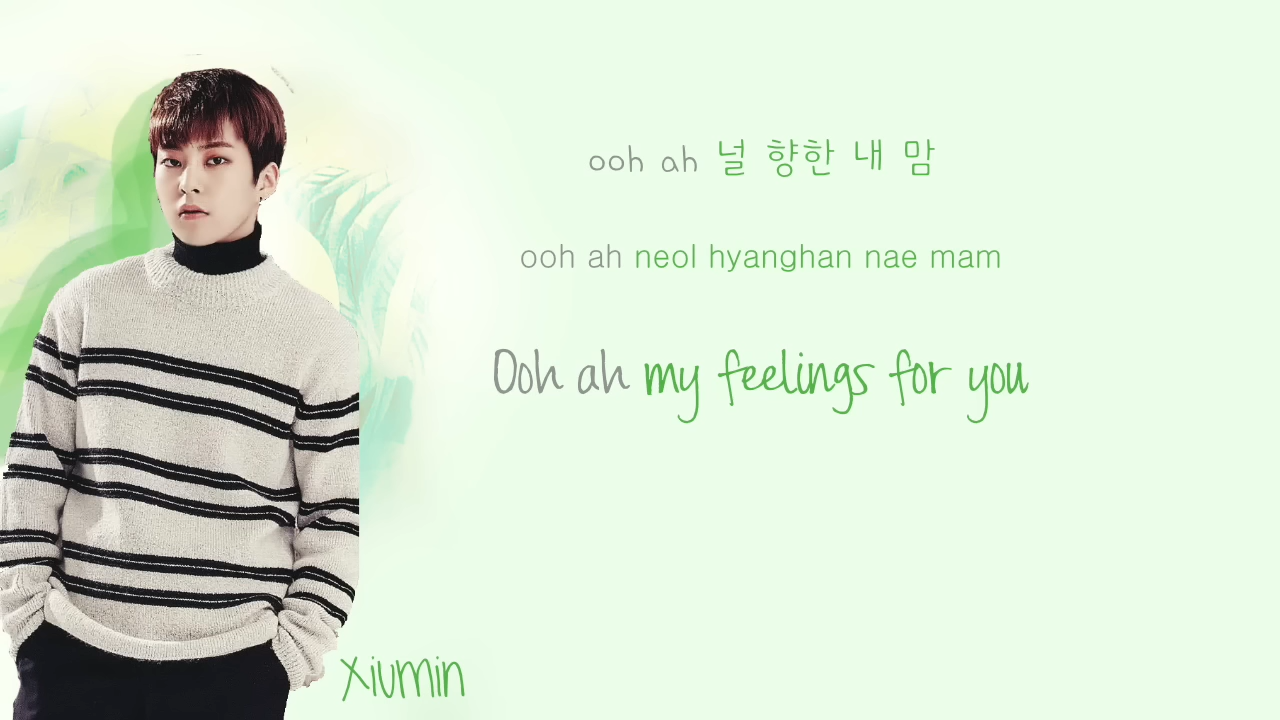 ooh ah 널 향한 내 맘
ooh ah neol hyanghan nae mam
Ooh ah my feelings for you
Xiumin